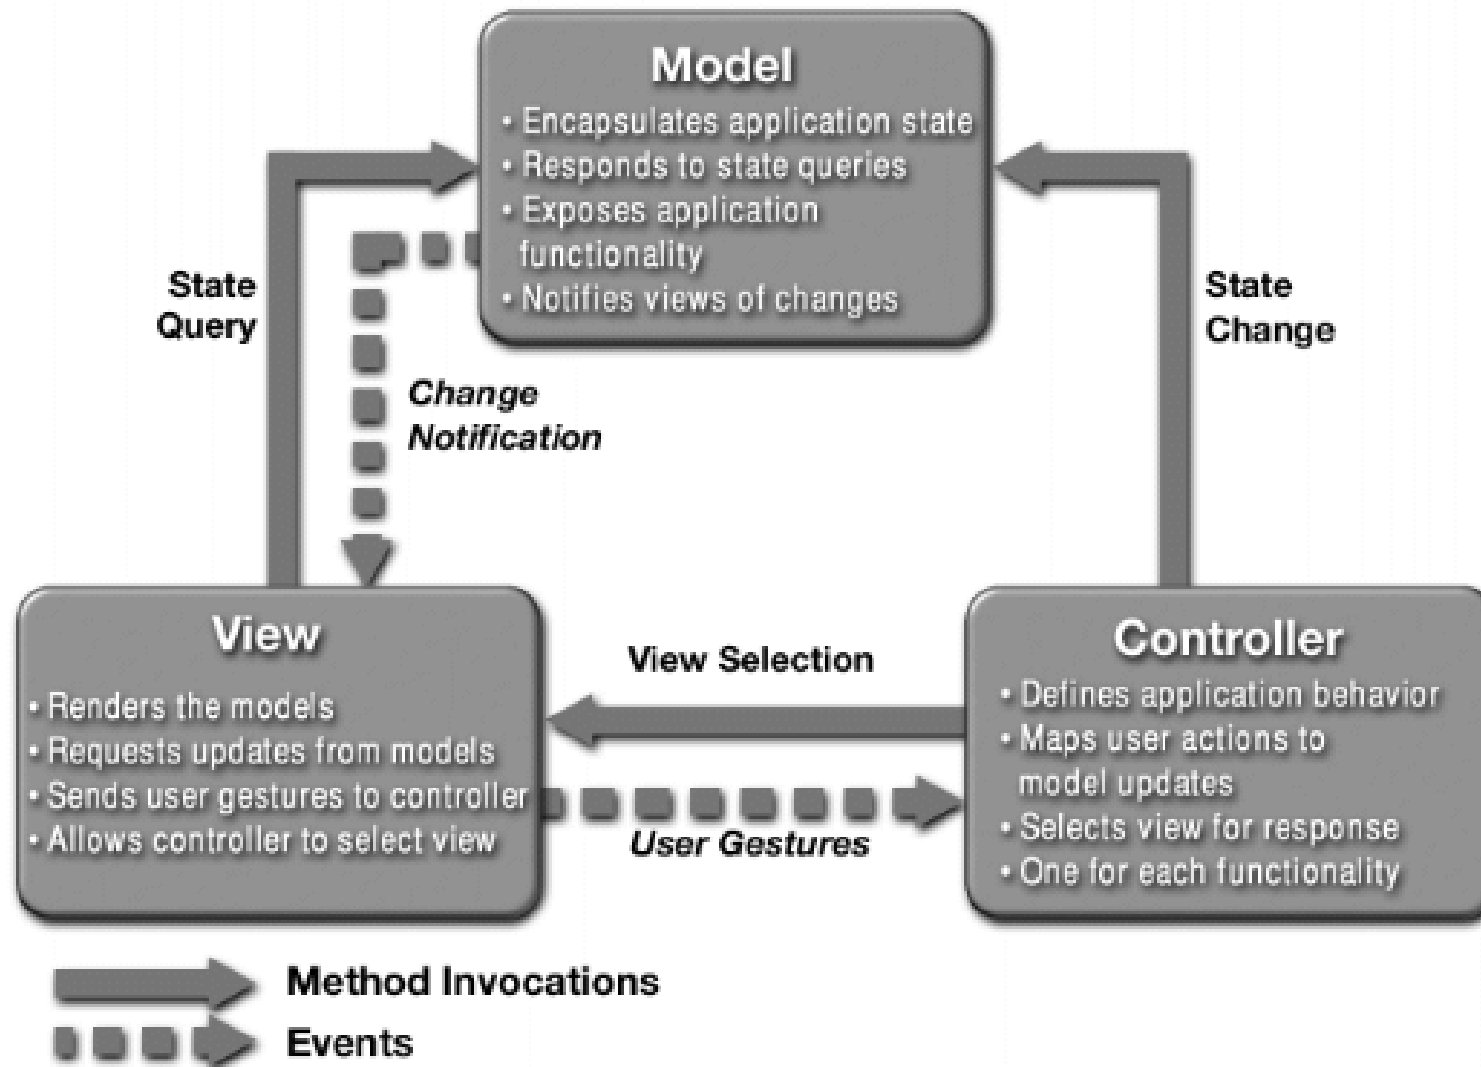 Model
• Encapsulates application state
• Responds to state queries
• Exposes application
functionality
• Notifies views of changes
State
Query
State
Change
Change
Notification
View
• Renders the models
• Requests updates from models
• Sends user gestures to controller
• Allows controller to select view
View Selection
User Gestures
Controller
• Defines application behavior
• Maps user actions to
model updates
• Selects view for response
• One for each functionality
Method Invocations
Events